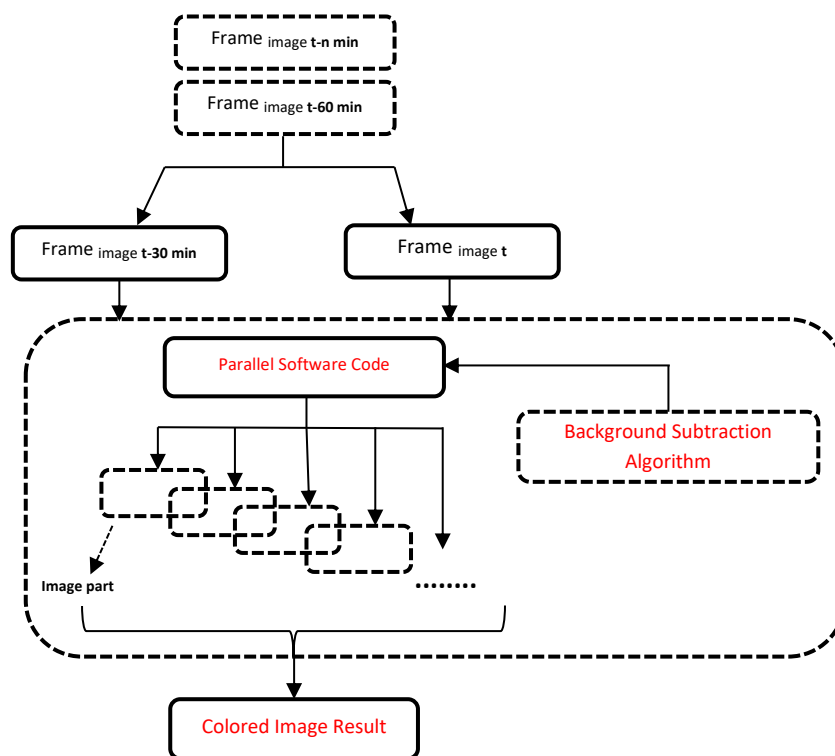 Frame image t-n min
Frame image t-60 min
Frame image t-30 min
Frame image t
Parallel Software Code
Background Subtraction
Algorithm
Image part
........
Colored Image Result